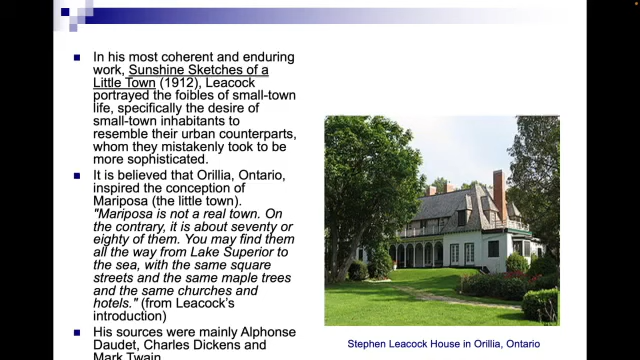 In his most coherent and enduring
work, Sunshine Sketches of a
Little Town (1912), Leacock
portrayed the foibles of small-town
life, specifically the desire of
small-town inhabitants to
resemble their urban counterparts,
whom they mistakenly took to be
more sophisticated.
It is believed that Orillia, Ontario,
inspired the conception of
Mariposa (the little town).
"Mariposa is not a real town. On
the contrary, it is about seventy or
eighty of them. You may find them
all the way from Lake Superior to
the sea, with the same square
streets and the same maple trees
and the same churches and
hotels." (from Leacock's
introduction)
His sources were mainly Alphonse
Daudet, Charles Dickens and
Mark Twain
Stephen Leacock House in Orillia, Ontario